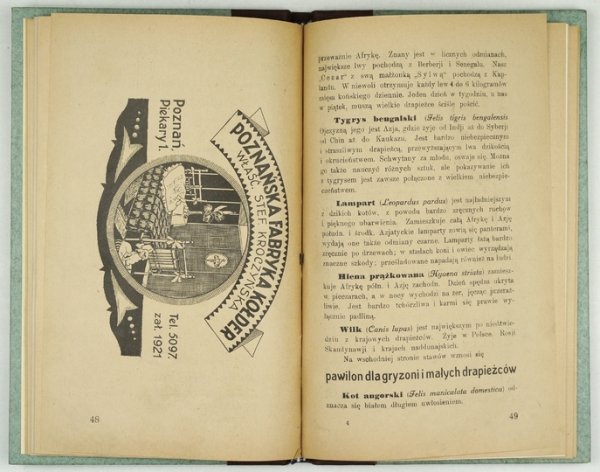 POZNAŃSKA FABRYKA KOŁDER
WŁAŚC. STEF. KROCZYŃSKA
Poznań
Piekary 1.
Tel. 5097.
zał. 1921
48
przeważnie Afrykę. Znany jest w licznych odmianach,
największe lwy pochodzą z Berberji i Senegalu. Nasz
„Cezar" z swą małżonką „Sylwą" pochodzą z Kap-
landu. W niewoli otrzymuje każdy lew 4 do 6 kilogramów
mięsa końskiego dziennie. Jeden dzień w tygodniu, u nas
w piątek, muszą wielkie drapieżce ściśle pościć.
Tygrys bengalski (Felis tigris bengalensis)
Ojczyzną jego jest Azja, gdzie żyje od Indji aż do Syberji
od Chin aż do Kaukazu. Jest bardzo niebezpiecznym
i straszliwym drapieżcą, przewyższającym lwa dzikością
i okrucieństwem. Schwytany za młodu, oswaja się. Można
go także nauczyć różnych sztuk, ale pokazywanie ich
z tygrysem jest zawsze połączone z wielkiem niebezpie-
czeństwem.
Lampart (Leopardus pardus) jest najładniejszym
z dzikich kotów, z powodu bardzo zręcznych ruchów
i pięknego ubarwienia. Zamieszkuje całą Afrykę i Azję
połudn. i środk. Azjatyckie lamparty zowią się panterami,
wydają one także odmiany czarne. Lamparty łażą bardzo
zręcznie po drzewach; w stadach kóz i owiec wyrządzają
znaczne szkody; prześladowane napadają również na ludzi.
Hiena prążkowana (Hyaena striata) zamiesz-
kuje Afrykę półn. i Azję zachodn. Dzień spędza ukryta
w pieczarach, a w nocy wychodzi na żer, jęcząc przeraź-
liwie. Jest bardzo tchórzliwa i karmi się prawie wy-
łącznie padliną.
Wilk (Canis lupus) jest największym po niedźwie-
dziu z krajowych drapieżców. Żyje w Polsce, Rosji
Skandynawji i krajach naddunajskich.
Na wschodniej stronie stawów wznosi się
pawilon dla gryzoni i małych drapieżców
Kot angorski (Felis maniculata domestica) od-
znacza się białem długiem uwłosieniem.
4
49